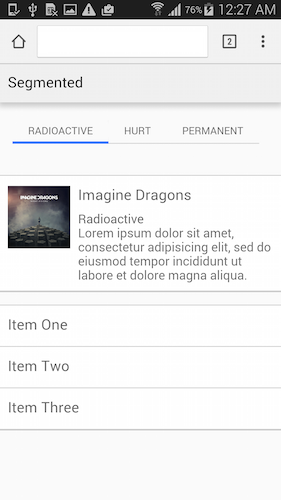 76% 12:27 AM
2
Segmented
RADIOACTIVE HURT PERMANENT
IMAGINE DRAGONS
Imagine Dragons
Radioactive
Lorem ipsum dolor sit amet,
consectetur adipisicing elit, sed do
eiusmod tempor incididunt ut
labore et dolore magna aliqua.
Item One
Item Two
Item Three